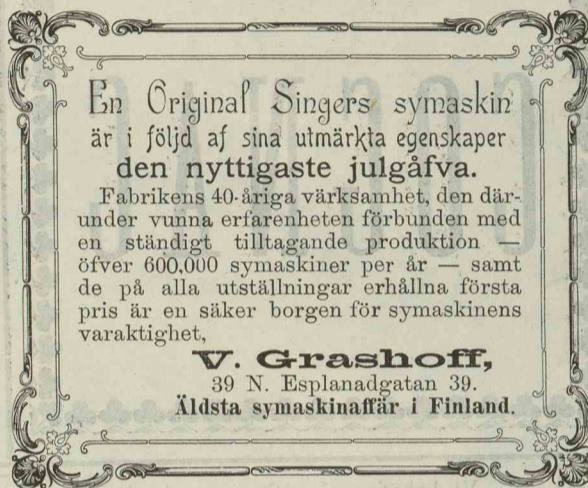 En Original Singers symaskin
är i följd af sina utmärkta egenskaper
den nyttigaste julgåfva.
Fabrikens 40-åriga värksamhet, den där-
under vunna erfarenheten förbunden med
en ständigt tilltagande produktion —
öfver 600,000 symaskiner per år — samt
de på alla utställningar erhållna första
pris är en säker borgen för symaskinens
varaktighet,
V. Grashoff,
39 N. Esplanadgatan 39.
Äldsta symaskinaffär i Finland.